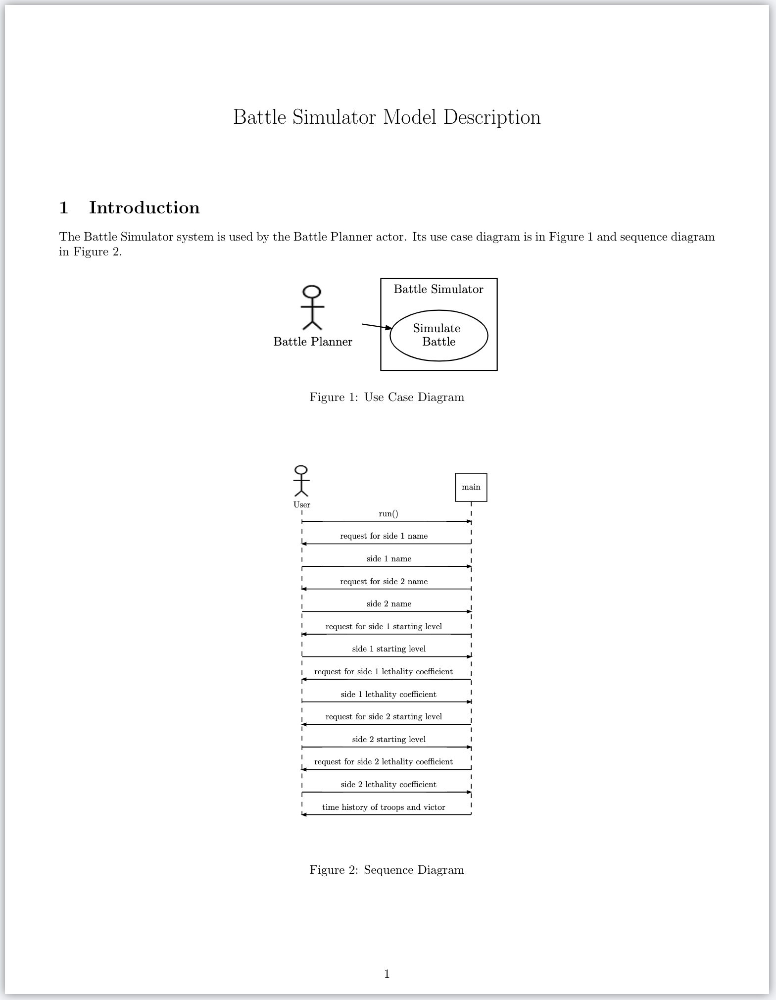 Battle Simulator Model Description
1 Introduction
The Battle Simulator system is used by the Battle Planner actor. Its use case diagram is in Figure 1 and sequence diagram
in Figure 2.
Battle Simulator
Simulate
Battle
Battle Planner
Figure 1: Use Case Diagram
main
User
run()
request for side 1 name
side 1 name
request for side 2 name
side 2 name
request for side 1 starting level
side 1 starting level
request for side 1 lethality coefficient
side 1 lethality coefficient
request for side 2 starting level
side 2 starting level
request for side 2 lethality coefficient
side 2 lethality coefficient
time history of troops and victor
Figure 2: Sequence Diagram
1